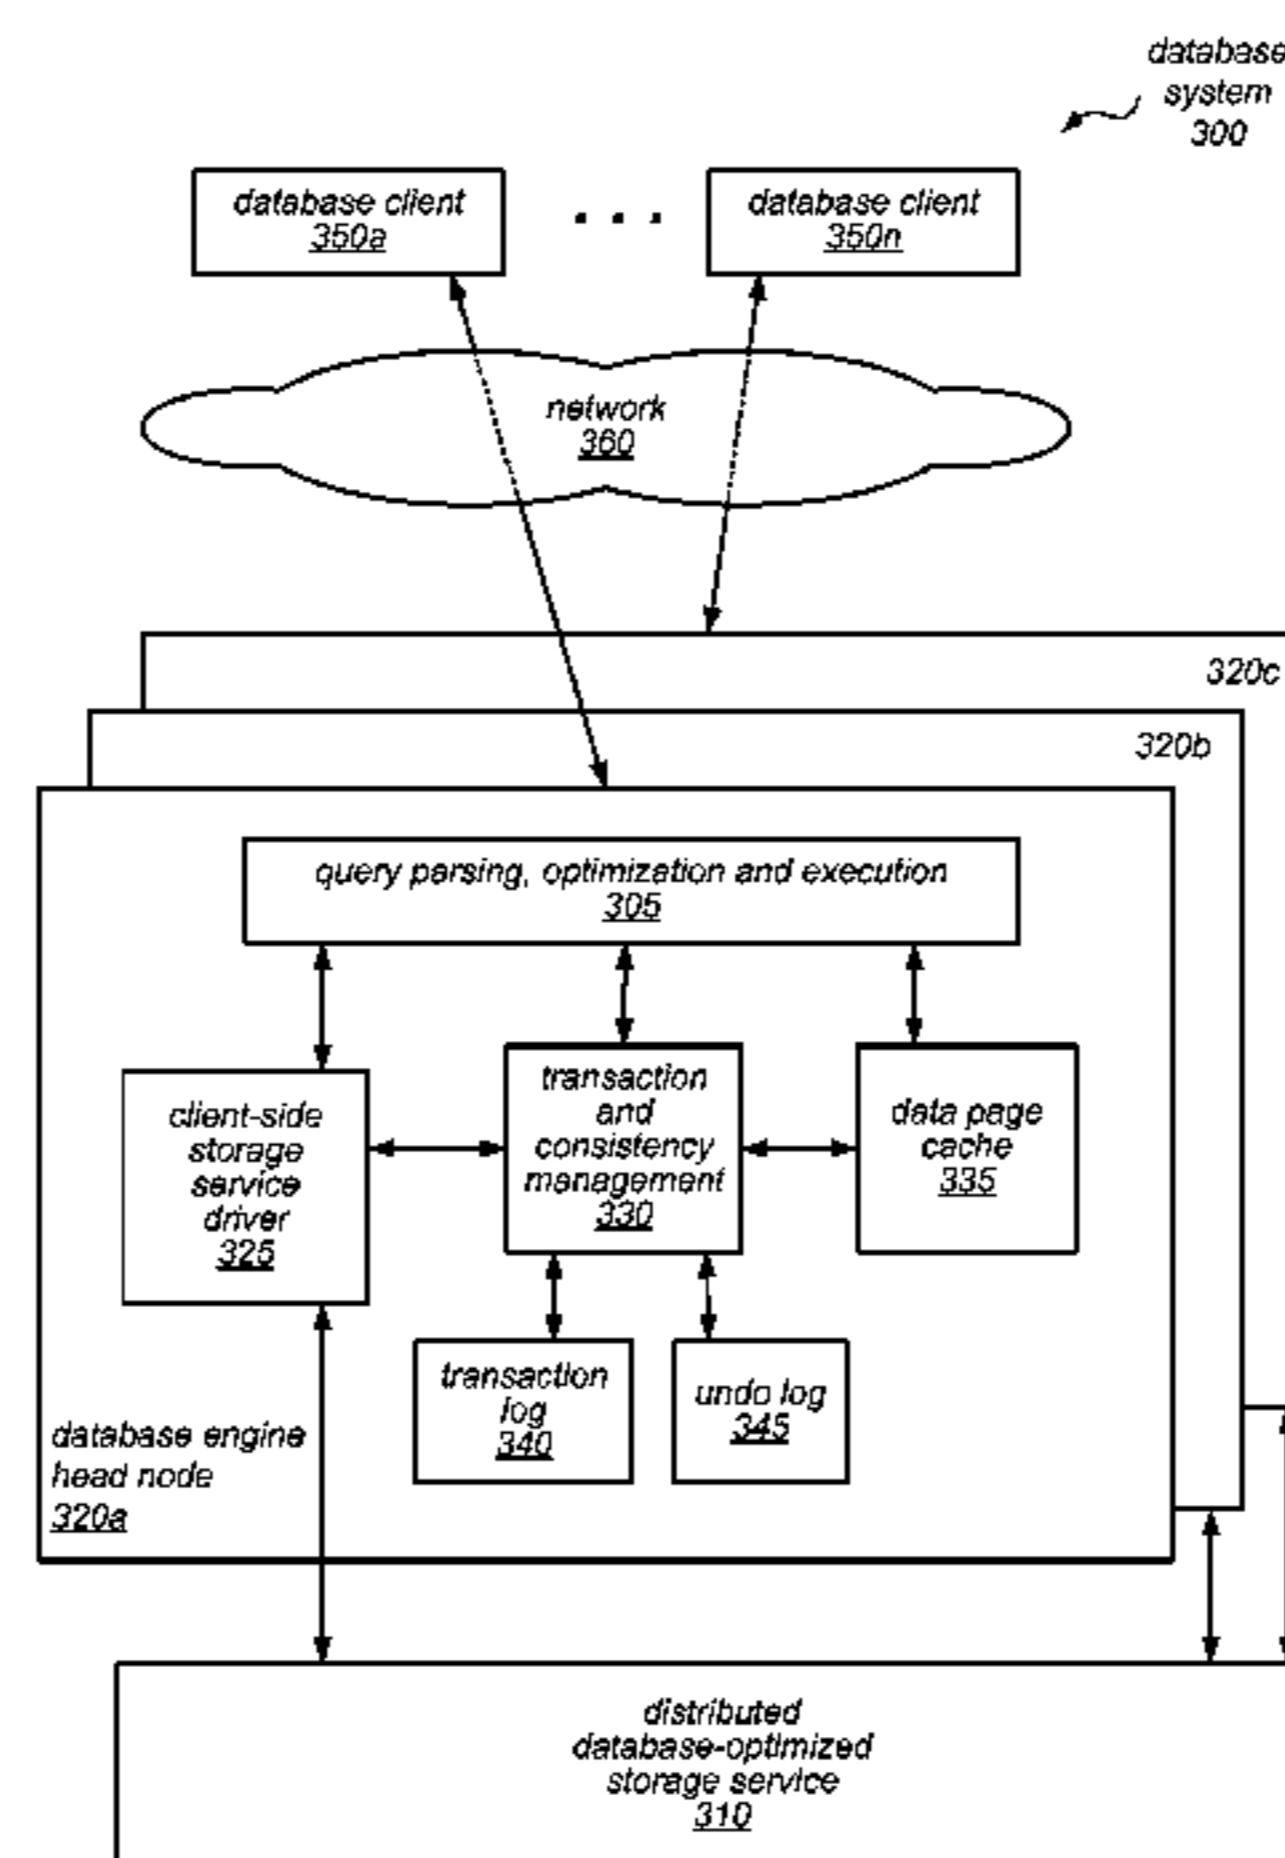 database
system
300
database client
350a
. . .
database client
350n
network
360
320c
320b
query parsing, optimization and execution
305
client-side
storage
service
driver
325
transaction
and
consistency
management
330
data page
cache
335
transaction
log
340
undo log
345
database engine
head node
320a
distributed
database-optimized
storage service
310